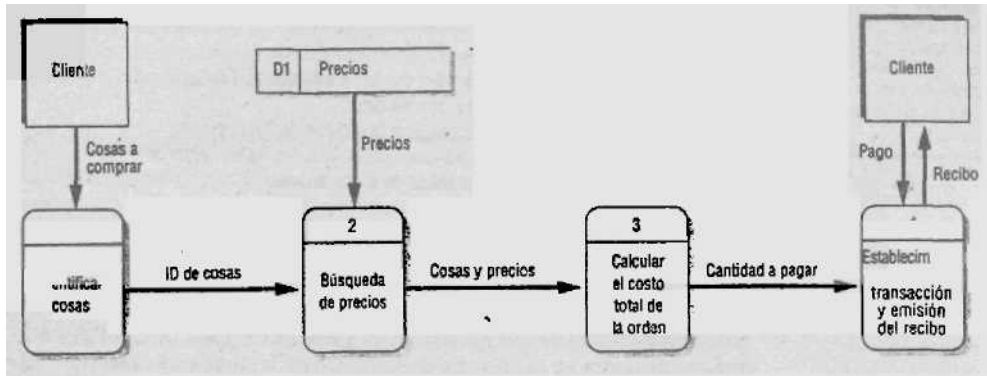 Cliente
D1 Precios
Cliente
Cosas a
comprar
Precios
Pago
Recibo
2
3
entificar
cosas
ID de cosas
Búsqueda
de precios
Cosas y precios
Calcular
el costo
total de
la orden
Cantidad a pagar
Establecim
transacción
y emisión
del recibo